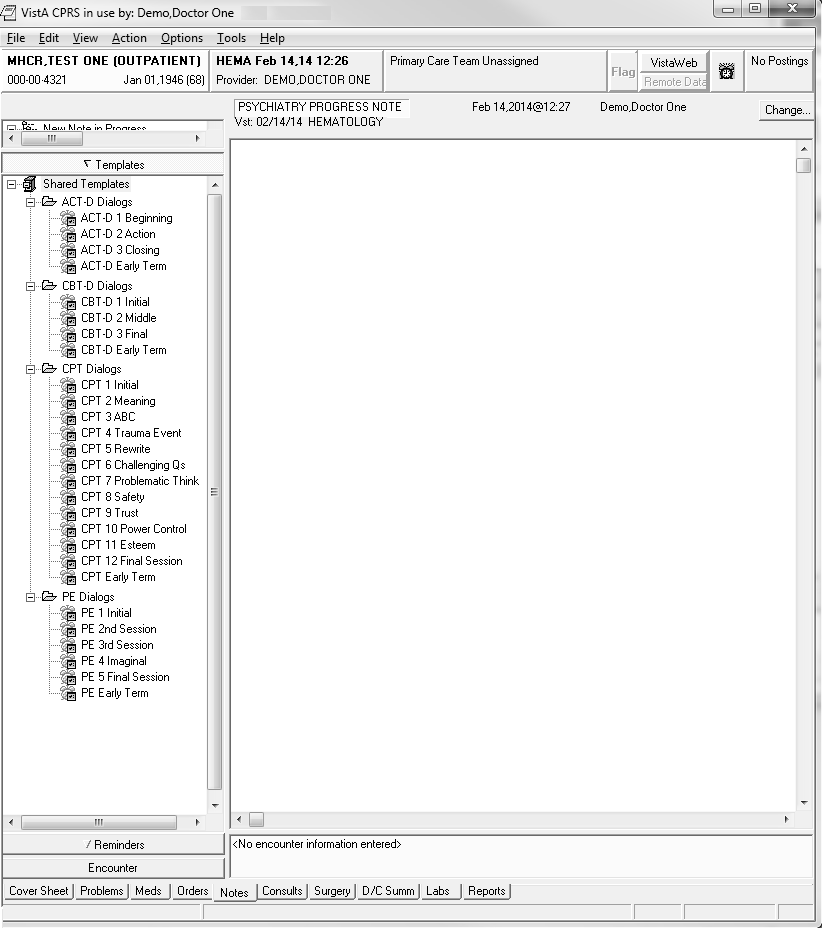 VistA CPRS in use by: Demo,Doctor One
File Edit View Action Options Tools Help
MHCR,TEST ONE (OUTPATIENT) HEMA Feb 14,14 12:26 Primary Care Team Unassigned Flag VistaWeb No Postings
000-00-4321 Jan 01,1946 (68) Provider: DEMO,DOCTOR ONE Remote Data
PSYCHIATRY PROGRESS NOTE Feb 14,2014@12:27 Demo,Doctor One Change...
Vst: 02/14/14 HEMATOLOGY
New Note in Progress
Templates
Shared Templates
ACT-D Dialogs
ACT-D 1 Beginning
ACT-D 2 Action
ACT-D 3 Closing
ACT-D Early Term
CBT-D Dialogs
CBT-D 1 Initial
CBT-D 2 Middle
CBT-D 3 Final
CBT-D Early Term
CPT Dialogs
CPT 1 Initial
CPT 2 Meaning
CPT 3 ABC
CPT 4 Trauma Event
CPT 5 Rewrite
CPT 6 Challenging Qs
CPT 7 Problematic Think
CPT 8 Safety
CPT 9 Trust
CPT 10 Power Control
CPT 11 Esteem
CPT 12 Final Session
CPT Early Term
PE Dialogs
PE 1 Initial
PE 2nd Session
PE 3rd Session
PE 4 Imaginal
PE 5 Final Session
PE Early Term
/ Reminders
Encounter
<No encounter information entered>
Cover Sheet Problems Meds Orders Notes Consults Surgery D/C Summ Labs Reports